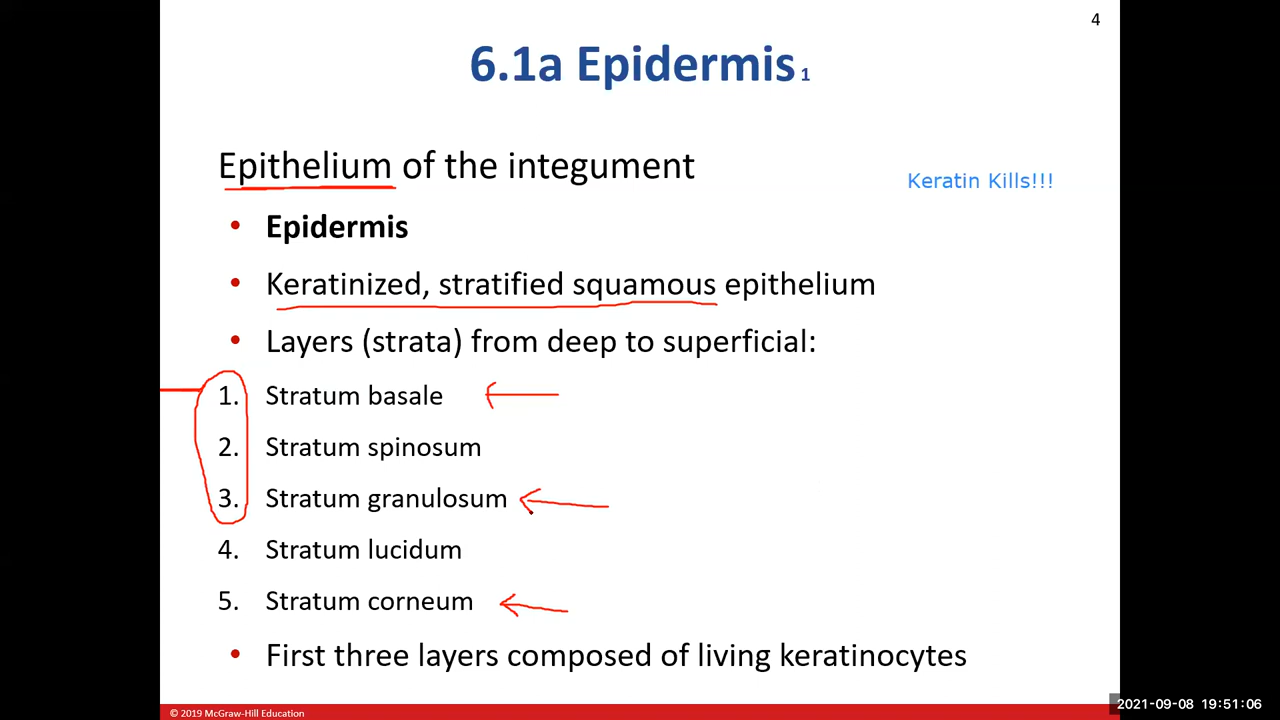 4
6.1a Epidermis 1
Epithelium of the integument
Keratin Kills!!!
• Epidermis
• Keratinized, stratified squamous epithelium
• Layers (strata) from deep to superficial:
1. Stratum basale
2. Stratum spinosum
3. Stratum granulosum
4. Stratum lucidum
5. Stratum corneum
• First three layers composed of living keratinocytes
© 2019 McGraw-Hill Education
2021-09-08 19:51:06